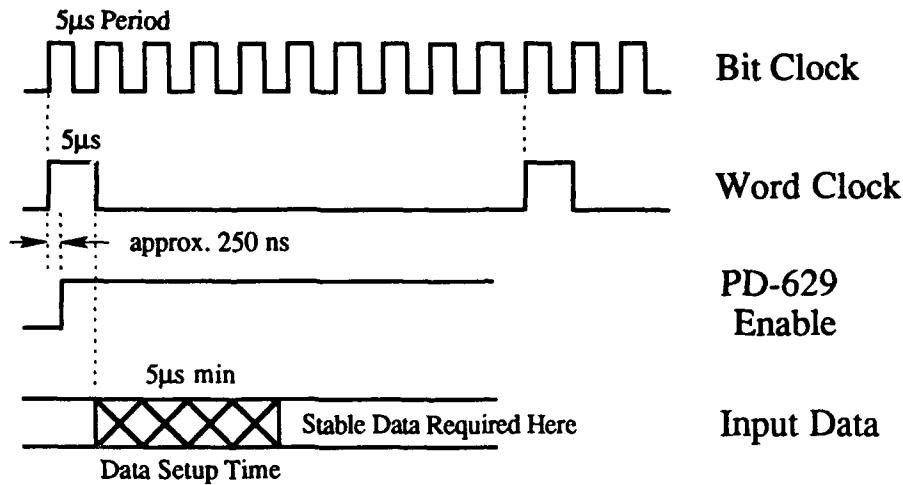 5μs Period
Bit Clock
5μs
Word Clock
approx. 250 ns
PD-629
Enable
5μs min
Stable Data Required Here
Input Data
Data Setup Time